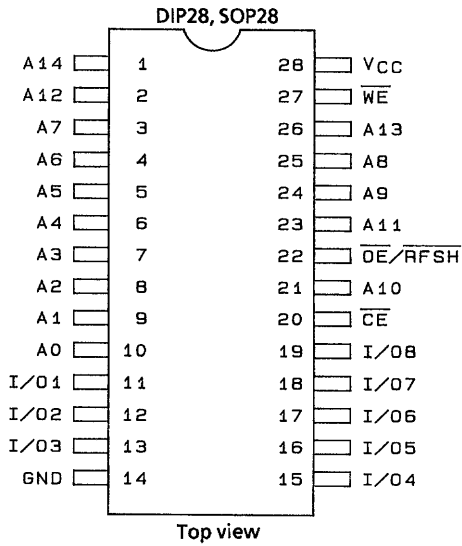 DIP28, SOP28
A14 1 28 VCC
A12 2 27 WE
A7 3 26 A13
A6 4 25 A8
A5 5 24 A9
A4 6 23 A11
A3 7 22 OE/RFSH
A2 8 21 A10
A1 9 20 CE
A0 10 19 I/O8
I/O1 11 18 I/O7
I/O2 12 17 I/O6
I/O3 13 16 I/O5
GND 14 15 I/O4
Top view